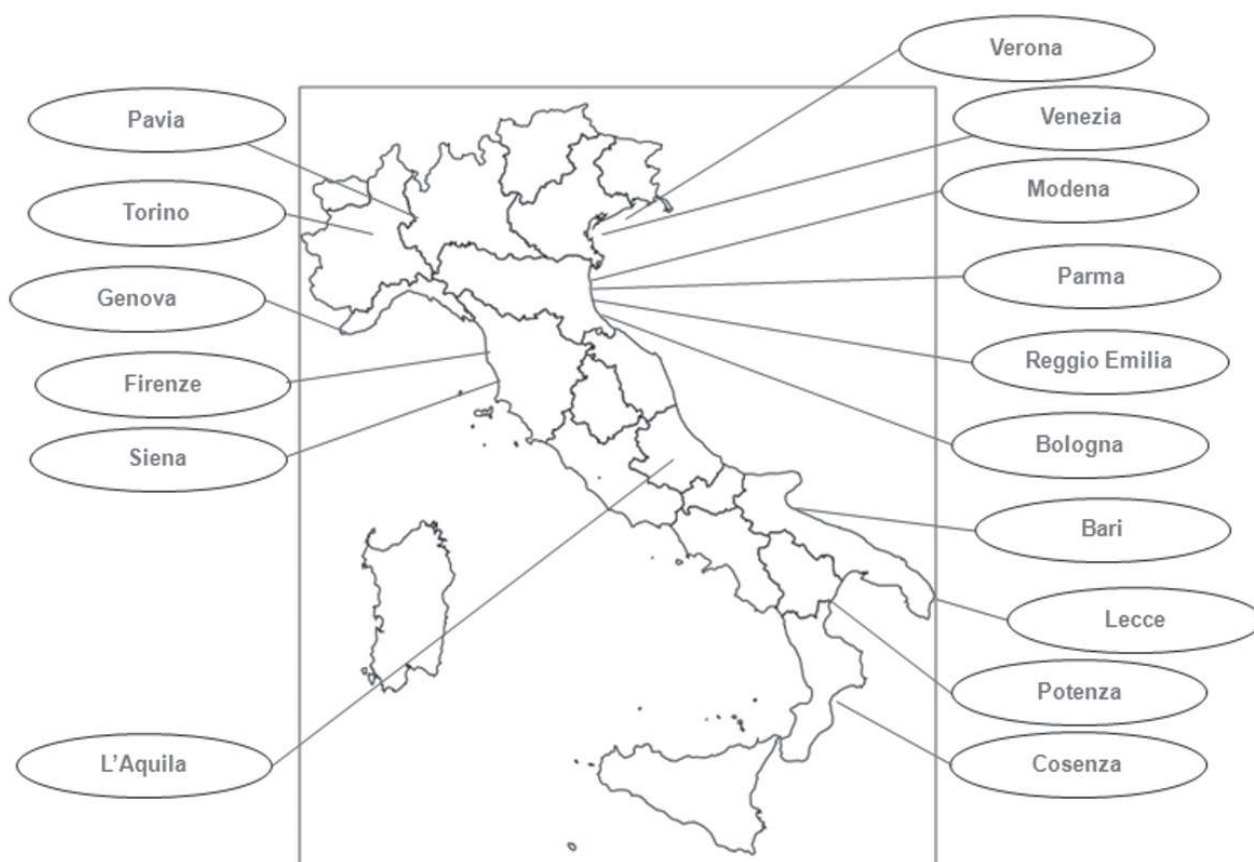 Verona
Pavia
Venezia
Modena
Torino
Parma
Genova
Reggio Emilia
Firenze
Bologna
Siena
Bari
Lecce
Potenza
L'Aquila
Cosenza